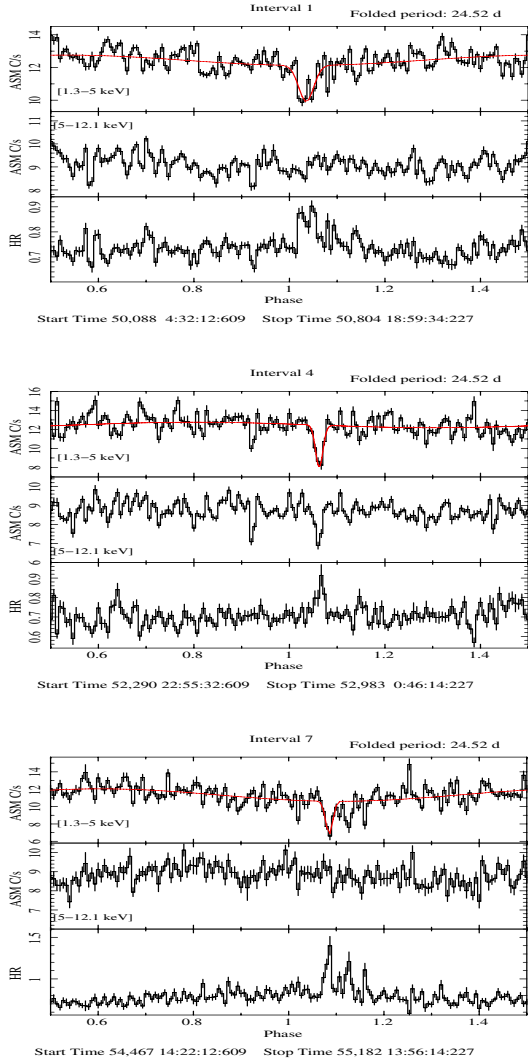 Interval 1
Folded period: 24.52 d
ASM C/s
14
12
10
[1.3−5 keV]
ASM C/s
11
10
9
8
[5−12.1 keV]
HR
0.9
0.8
0.7
0.6 0.8 1 1.2 1.4
Phase
Start Time 50,088 4:32:12:609 Stop Time 50,804 18:59:34:227
Interval 4
Folded period: 24.52 d
ASM C/s
16
14
12
10
8
[1.3−5 keV]
ASM C/s
10
9
8
7
6
[5−12.1 keV]
HR
0.9
0.8
0.7
0.6
0.6 0.8 1 1.2 1.4
Phase
Start Time 52,290 22:55:32:609 Stop Time 52,983 0:46:14:227
Interval 7
Folded period: 24.52 d
ASM C/s
14
12
10
8
6
[1.3−5 keV]
ASM C/s
10
9
8
7
[5−12.1 keV]
HR
15
1
0.6 0.8 1 1.2 1.4
Phase
Start Time 54,467 14:22:12:609 Stop Time 55,182 13:56:14:227